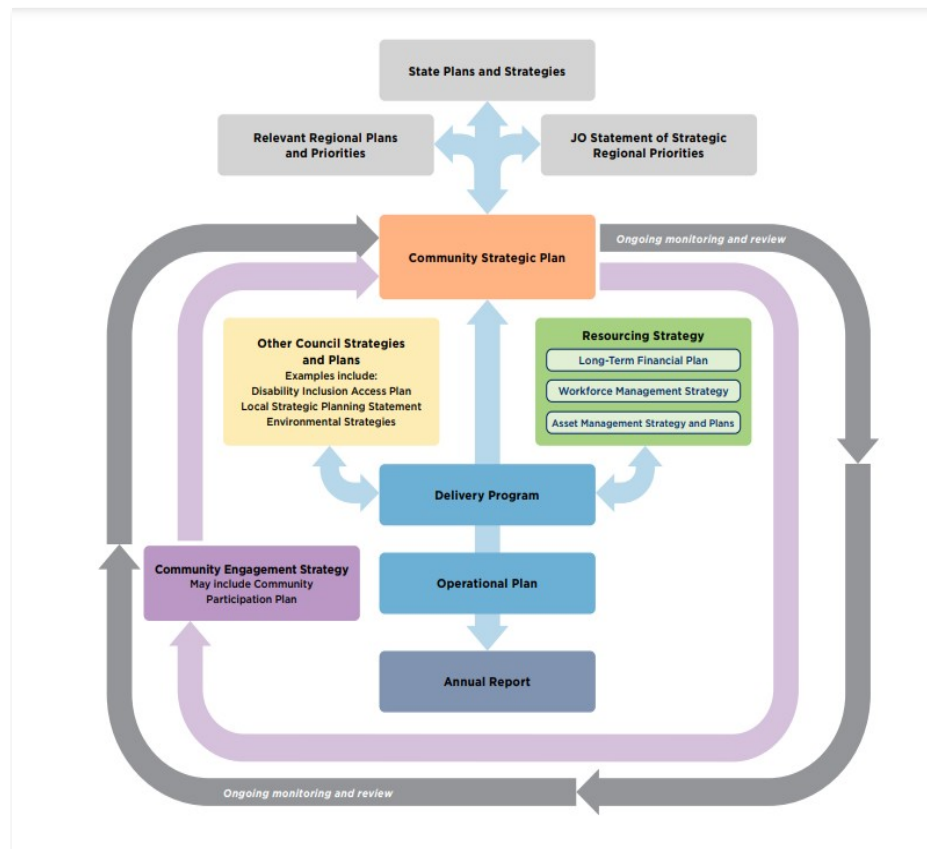 State Plans and Strategies
Relevant Regional Plans
and Priorities
JO Statement of Strategic
Regional Priorities
Community Strategic Plan
Ongoing monitoring and review
Other Council Strategies
and Plans
Examples include:
Disability Inclusion Access Plan
Local Strategic Planning Statement
Environmental Strategies
Resourcing Strategy
Long-Term Financial Plan
Workforce Management Strategy
Asset Management Strategy and Plans
Delivery Program
Community Engagement Strategy
May include Community
Participation Plan
Operational Plan
Annual Report
Ongoing monitoring and review